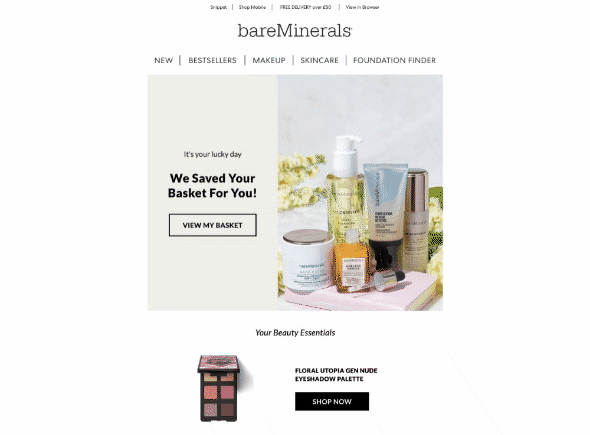 Snippet | Shop Mobile | FREE DELIVERY over £50 | View in Browser
bareMinerals
NEW | BESTSELLERS | MAKEUP | SKINCARE | FOUNDATION FINDER
It's your lucky day
We Saved Your
Basket For You!
VIEW MY BASKET
bareMinerals
Your Beauty Essentials
FLORAL UTOPIA GEN NUDE
EYESHADOW PALETTE
SHOP NOW